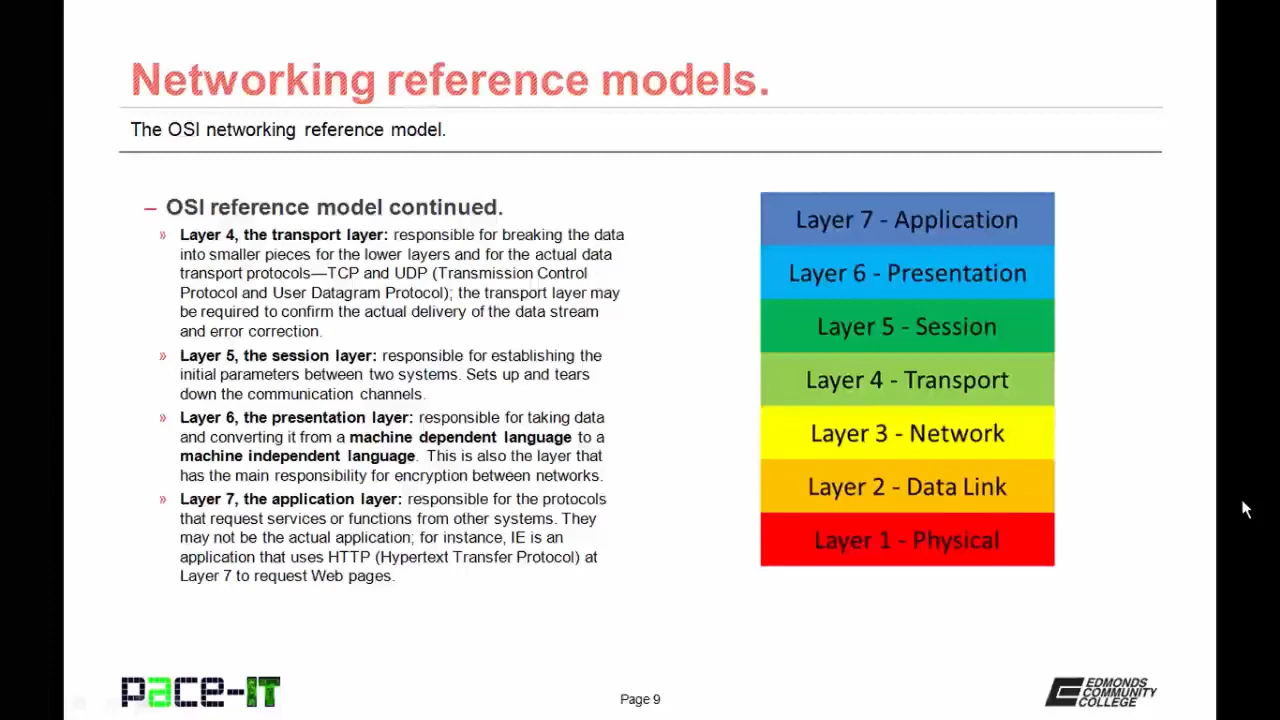 Networking reference models.
The OSI networking reference model.
– OSI reference model continued.
» Layer 4, the transport layer: responsible for breaking the data
into smaller pieces for the lower layers and for the actual data
transport protocols—TCP and UDP (Transmission Control
Protocol and User Datagram Protocol); the transport layer may
be required to confirm the actual delivery of the data stream
and error correction.
» Layer 5, the session layer: responsible for establishing the
initial parameters between two systems. Sets up and tears
down the communication channels.
» Layer 6, the presentation layer: responsible for taking data
and converting it from a machine dependent language to a
machine independent language. This is also the layer that
has the main responsibility for encryption between networks.
» Layer 7, the application layer: responsible for the protocols
that request services or functions from other systems. They
may not be the actual application; for instance, IE is an
application that uses HTTP (Hypertext Transfer Protocol) at
Layer 7 to request Web pages.
Layer 7 - Application
Layer 6 - Presentation
Layer 5 - Session
Layer 4 - Transport
Layer 3 - Network
Layer 2 - Data Link
Layer 1 - Physical
pace-IT
Page 9
EDMONDS
COMMUNITY
COLLEGE